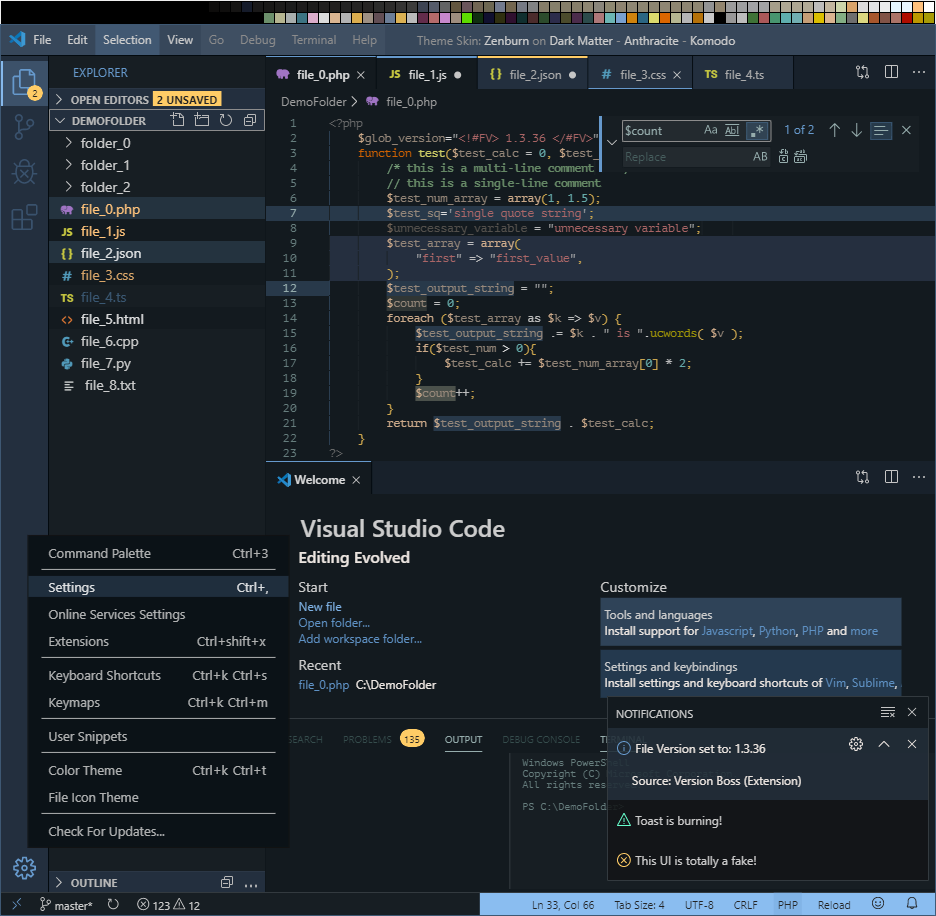 File Edit Selection View Go Debug Terminal Help Theme Skin: Zenburn on Dark Matter - Anthracite - Komodo
2
EXPLORER
OPEN EDITORS 2 UNSAVED
DEMOFOLDER
folder_0
folder_1
folder_2
file_0.php
file_1.js
file_2.json
file_3.css
TS file_4.ts
file_5.html
file_6.cpp
file_7.py
file_8.txt
file_0.php JS file_1.js {} file_2.json # file_3.css TS file_4.ts
DemoFolder > file_0.php
$count Aa Abl .* 1 of 2
Replace AB
1 <?php
2 $glob_version="<!#FV> 1.3.36 </#FV>"
3 function test($test_calc = 0, $test_
4 /* this is a multi-line comment
5 // this is a single-line comment
6 $test_num_array = array(1, 1.5);
7 $test_sq='single quote string';
8 $unnecessary_variable = "unnecessary variable";
9 $test_array = array(
10 "first" => "first_value",
11 );
12 $test_output_string = "";
13 $count = 0;
14 foreach ($test_array as $k => $v) {
15 $test_output_string .= $k . " is ".ucwords( $v );
16 if($test_num > 0){
17 $test_calc += $test_num_array[0] * 2;
18 }
19 $count++;
20 }
21 return $test_output_string . $test_calc;
22 }
23 ?>
Welcome
Visual Studio Code
Editing Evolved
Start
New file
Open folder...
Add workspace folder...
Recent
file_0.php C:\DemoFolder
Customize
Tools and languages
Install support for Javascript, Python, PHP and more
Settings and keybindings
Install settings and keyboard shortcuts of Vim, Sublime,
Command Palette Ctrl+3
Settings Ctrl+,
Online Services Settings
Extensions Ctrl+shift+x
Keyboard Shortcuts Ctrl+k Ctrl+s
Keymaps Ctrl+k Ctrl+m
User Snippets
Color Theme Ctrl+k Ctrl+t
File Icon Theme
Check For Updates...
SEARCH PROBLEMS 135 OUTPUT DEBUG CONSOLE TERMINAL
Windows PowerShell
Copyright (C)
All rights reserved
PS C:\DemoFolder>
NOTIFICATIONS
File Version set to: 1.3.36
Source: Version Boss (Extension)
Toast is burning!
This UI is totally a fake!
OUTLINE
master* 123 12 Ln 33, Col 66 Tab Size: 4 UTF-8 CRLF PHP Reload